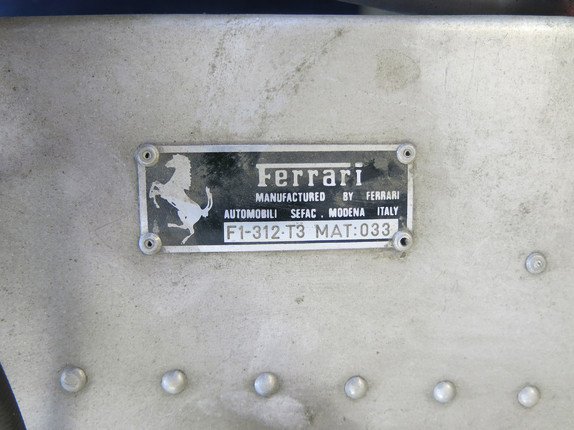 Ferrari
MANUFACTURED BY FERRARI
AUTOMOBILI SEFAC. MODENA ITALY
F1-312·T3 MAT:033